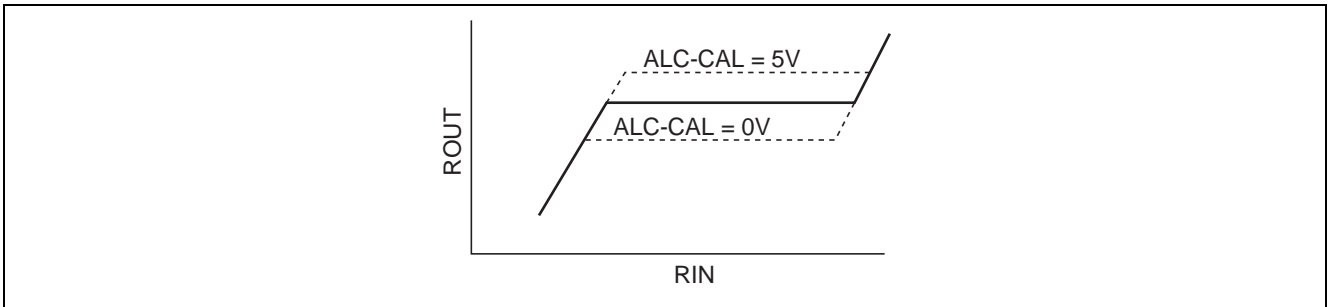 ALC-CAL = 5V
ALC-CAL = 0V
ROUT
RIN